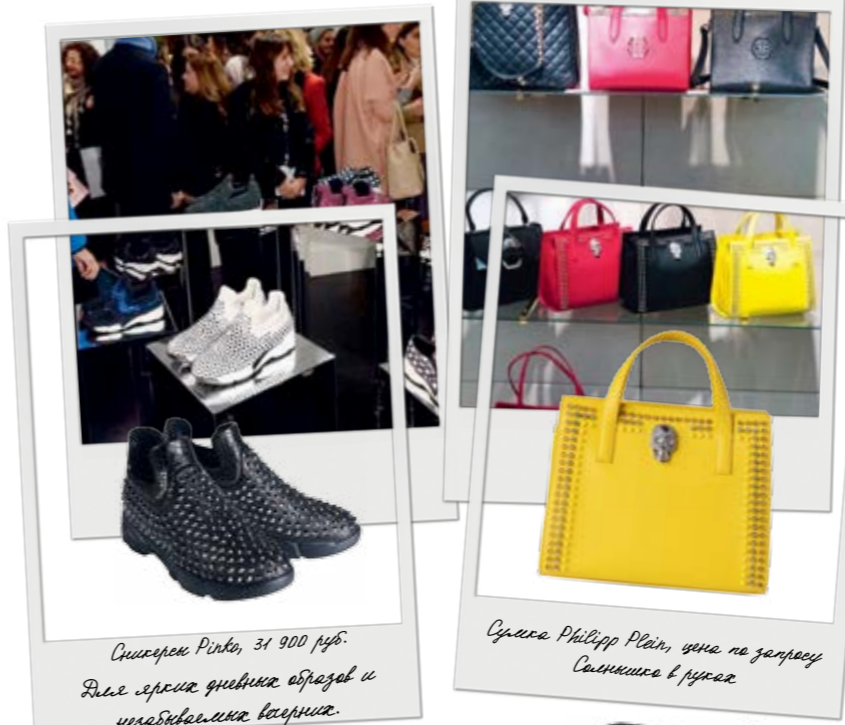 Сникерсы Pinko, 31 900 руб.
Для ярких дневных образов и
незабываемых вечерних.
Сумка Philipp Plein, цена по запросу
Солнышко в руках